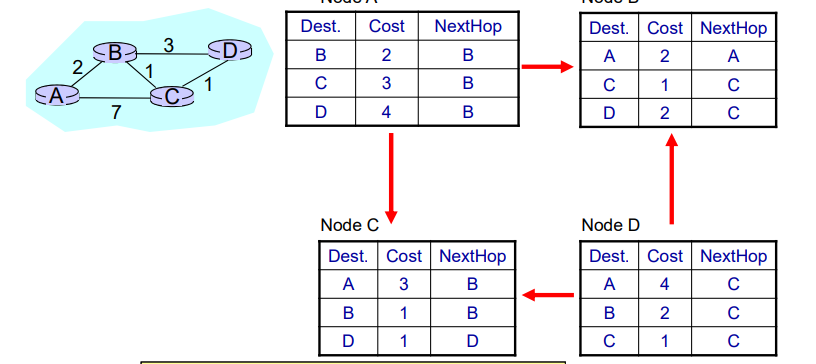 Node A
Node B
Dest. Cost NextHop
B 2 B
C 3 B
D 4 B
Dest. Cost NextHop
A 2 A
C 1 C
D 2 C
B 3 D
2 1
A C 1
7
Node C
Dest. Cost NextHop
A 3 B
B 1 B
D 1 D
Node D
Dest. Cost NextHop
A 4 C
B 2 C
C 1 C